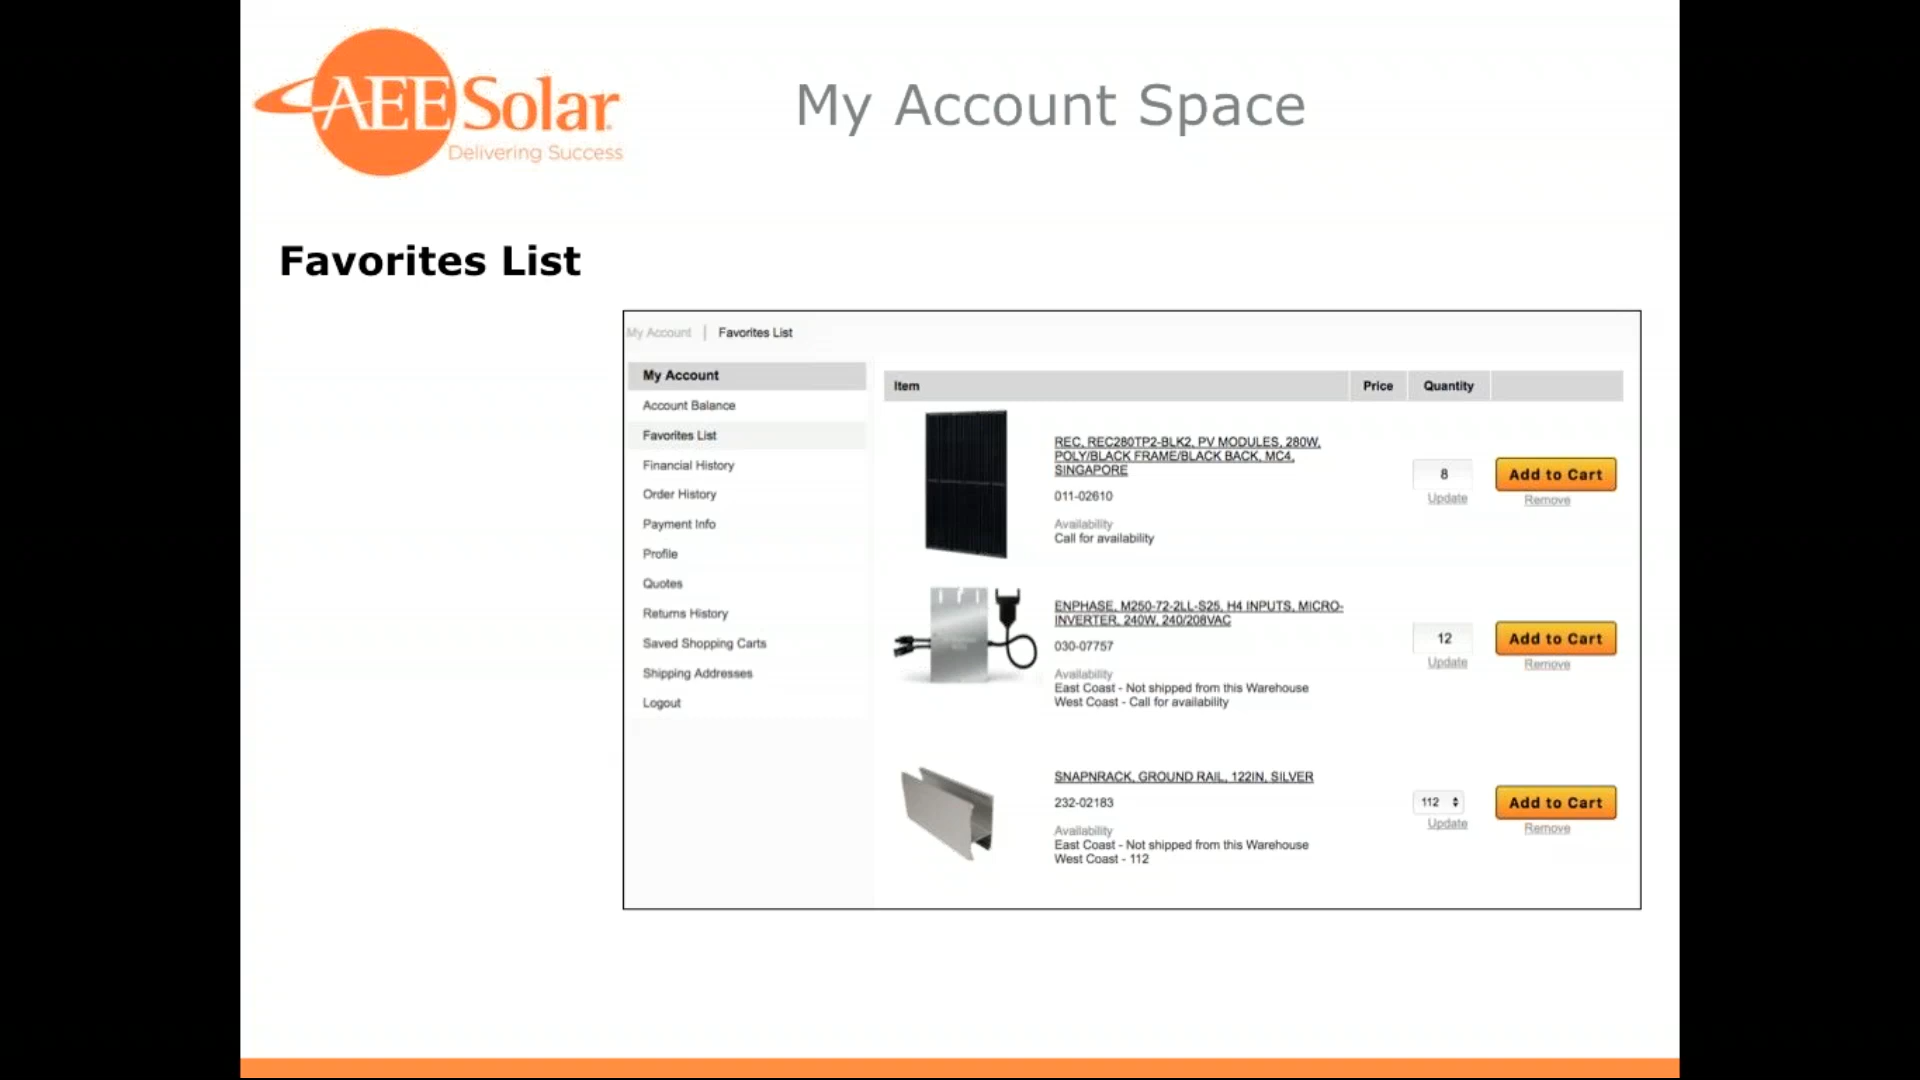 AEE Solar
Delivering Success
My Account Space
Favorites List
My Account | Favorites List
My Account
Account Balance
Favorites List
Financial History
Order History
Payment Info
Profile
Quotes
Returns History
Saved Shopping Carts
Shipping Addresses
Logout
Item Price Quantity
REC, REC280TP2-BLK2, PV MODULES, 280W,
POLY/BLACK FRAME/BLACK BACK, MC4,
SINGAPORE
011-02610
Availability
Call for availability
8
Update
Add to Cart
Remove
ENPHASE, M250-72-2LL-S25, H4 INPUTS, MICRO-
INVERTER, 240W, 240/208VAC
030-07757
Availability
East Coast - Not shipped from this Warehouse
West Coast - Call for availability
12
Update
Add to Cart
Remove
SNAPNRACK, GROUND RAIL, 122IN, SILVER
232-02183
Availability
East Coast - Not shipped from this Warehouse
West Coast - 112
112
Update
Add to Cart
Remove